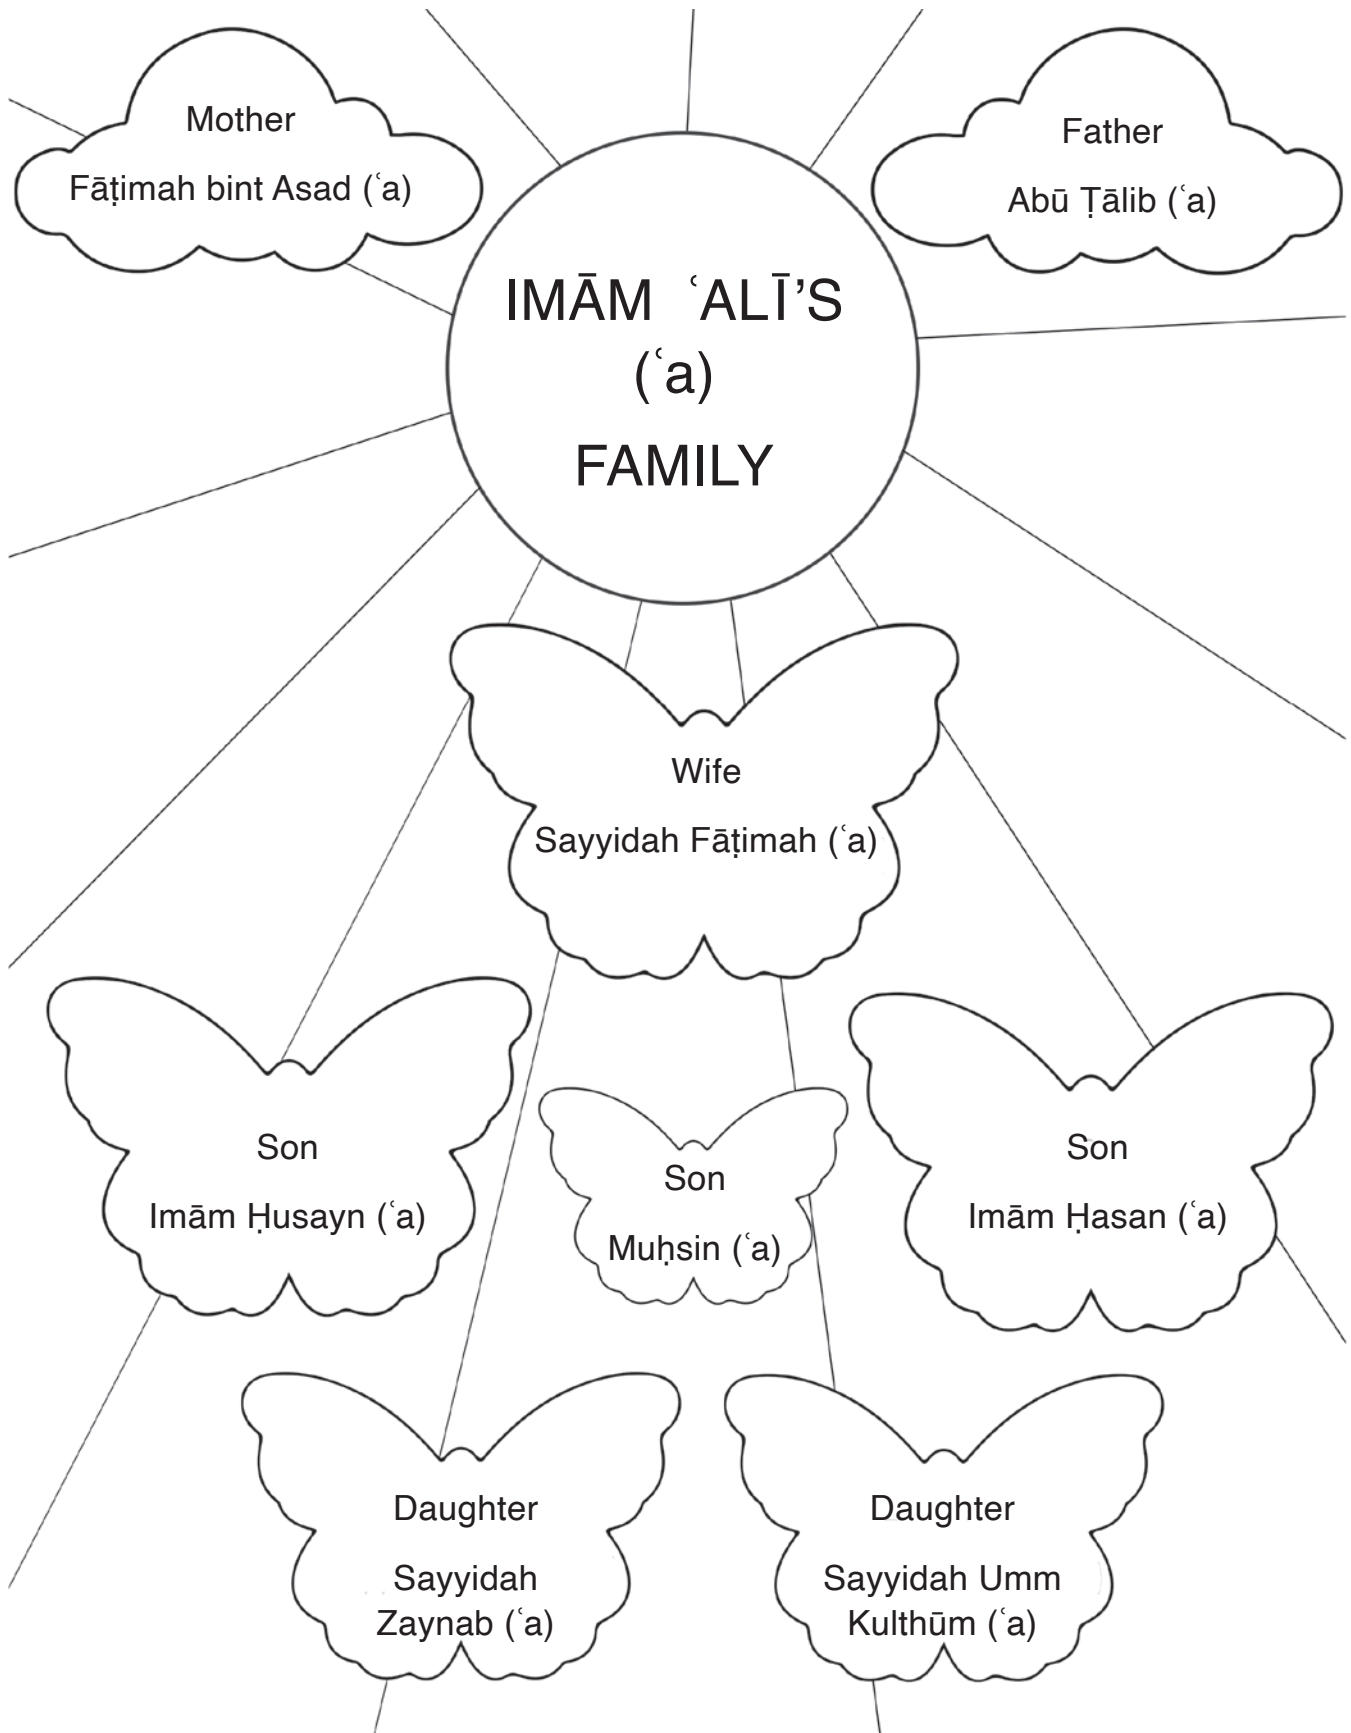 Mother
Fāṭimah bint Asad (ʿa)
Father
Abū Ṭālib (ʿa)
IMĀM ʿALĪ’S
(ʿa)
FAMILY
Wife
Sayyidah Fāṭimah (ʿa)
Son
Imām Ḥusayn (ʿa)
Son
Muḥsin (ʿa)
Son
Imām Ḥasan (ʿa)
Daughter
Sayyidah
Zaynab (ʿa)
Daughter
Sayyidah Umm
Kulthūm (ʿa)